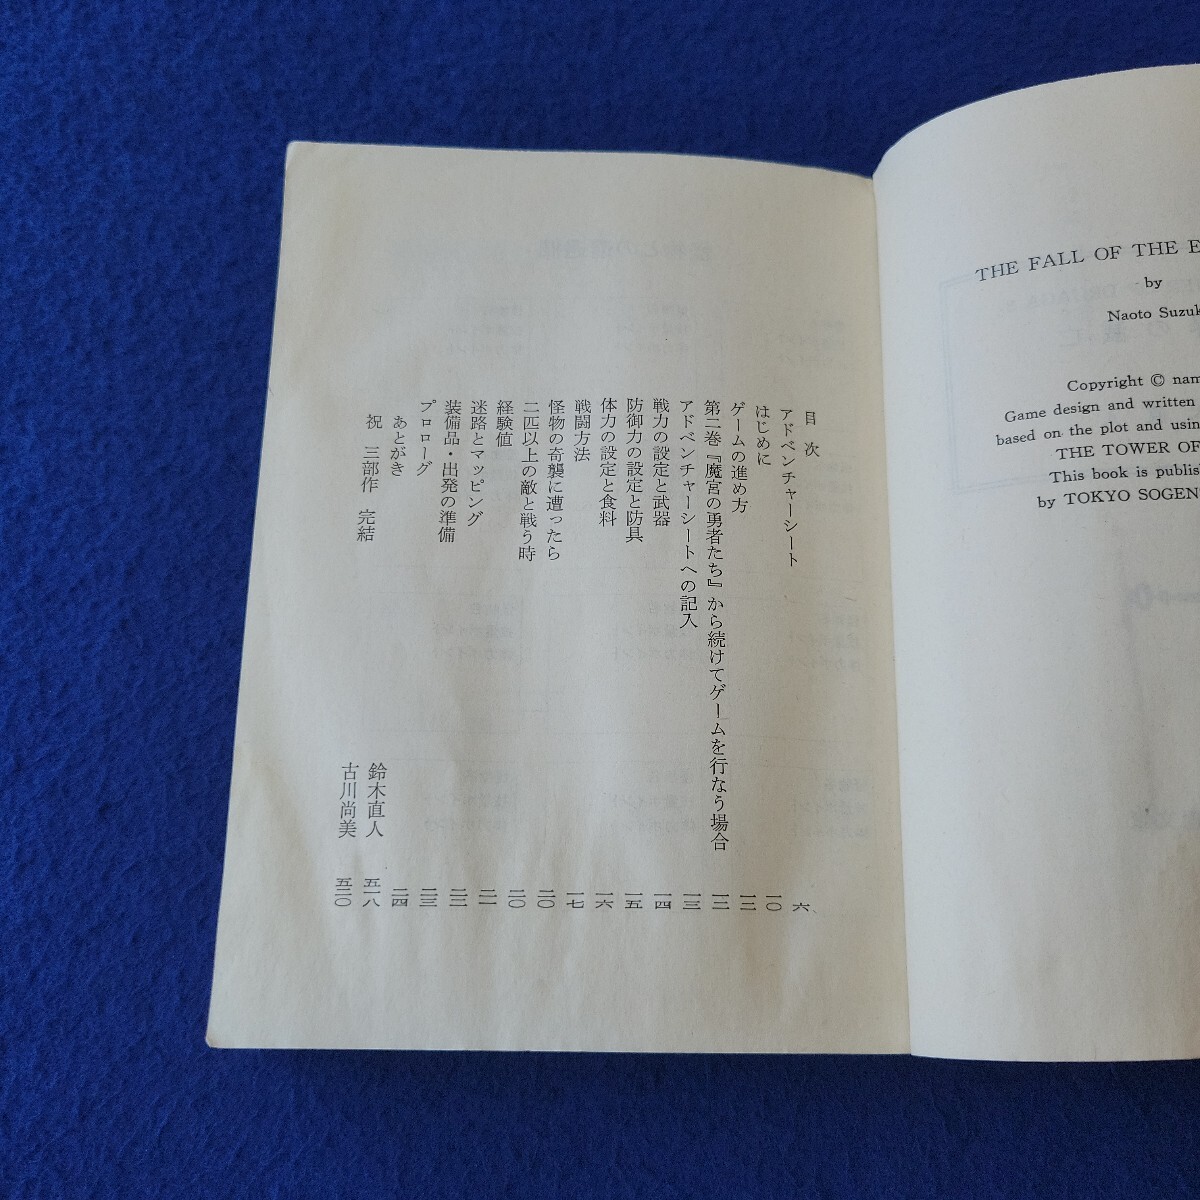 THE FALL OF THE E
by
Naoto Suzuk
Copyright © nam
Game design and written
based on the plot and usin
THE TOWER OF
This book is publis
by TOKYO SOGEN
目次
アドベンチャーシート 六
はじめに 一〇
ゲームの進め方 一二
第二巻『魔宮の勇者たち』から続けてゲームを行なう場合 一二
アドベンチャーシートへの記入 一三
戦力の設定と武器 一四
防御力の設定と防具 一五
体力の設定と食料 一六
戦闘方法 一七
怪物の奇襲に遭ったら 二〇
二匹以上の敵と戦う時 二〇
経験値 二一
迷路とマッピング 二二
装備品・出発の準備 二三
プロローグ 二四
あとがき 鈴木直人 五一八
祝 三部作 完結 古川尚美 五二〇